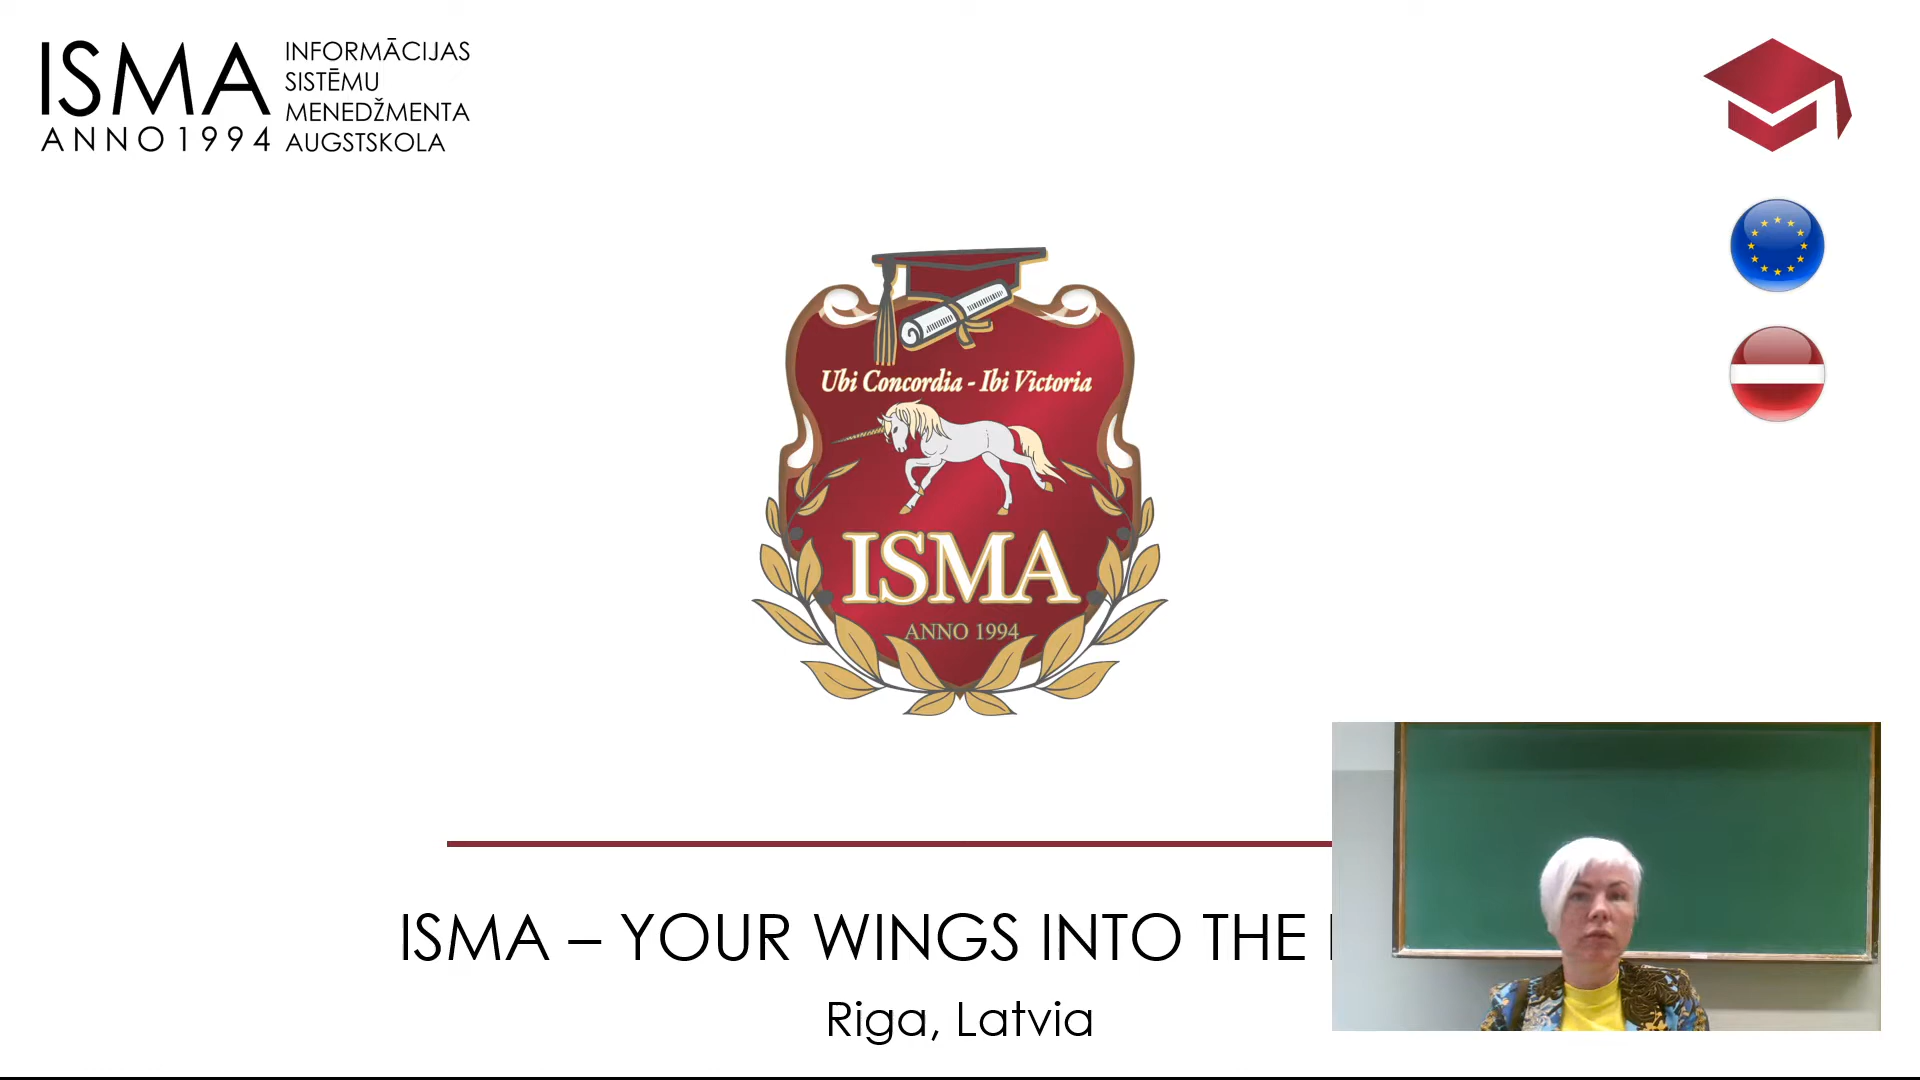 ISMA
ANNO 1994
INFORMĀCIJAS
SISTĒMU
MENEDŽMENTA
AUGSTSKOLA
Ubi Concordia - Ibi Victoria
ISMA
ANNO 1994
ISMA – YOUR WINGS INTO THE
Riga, Latvia